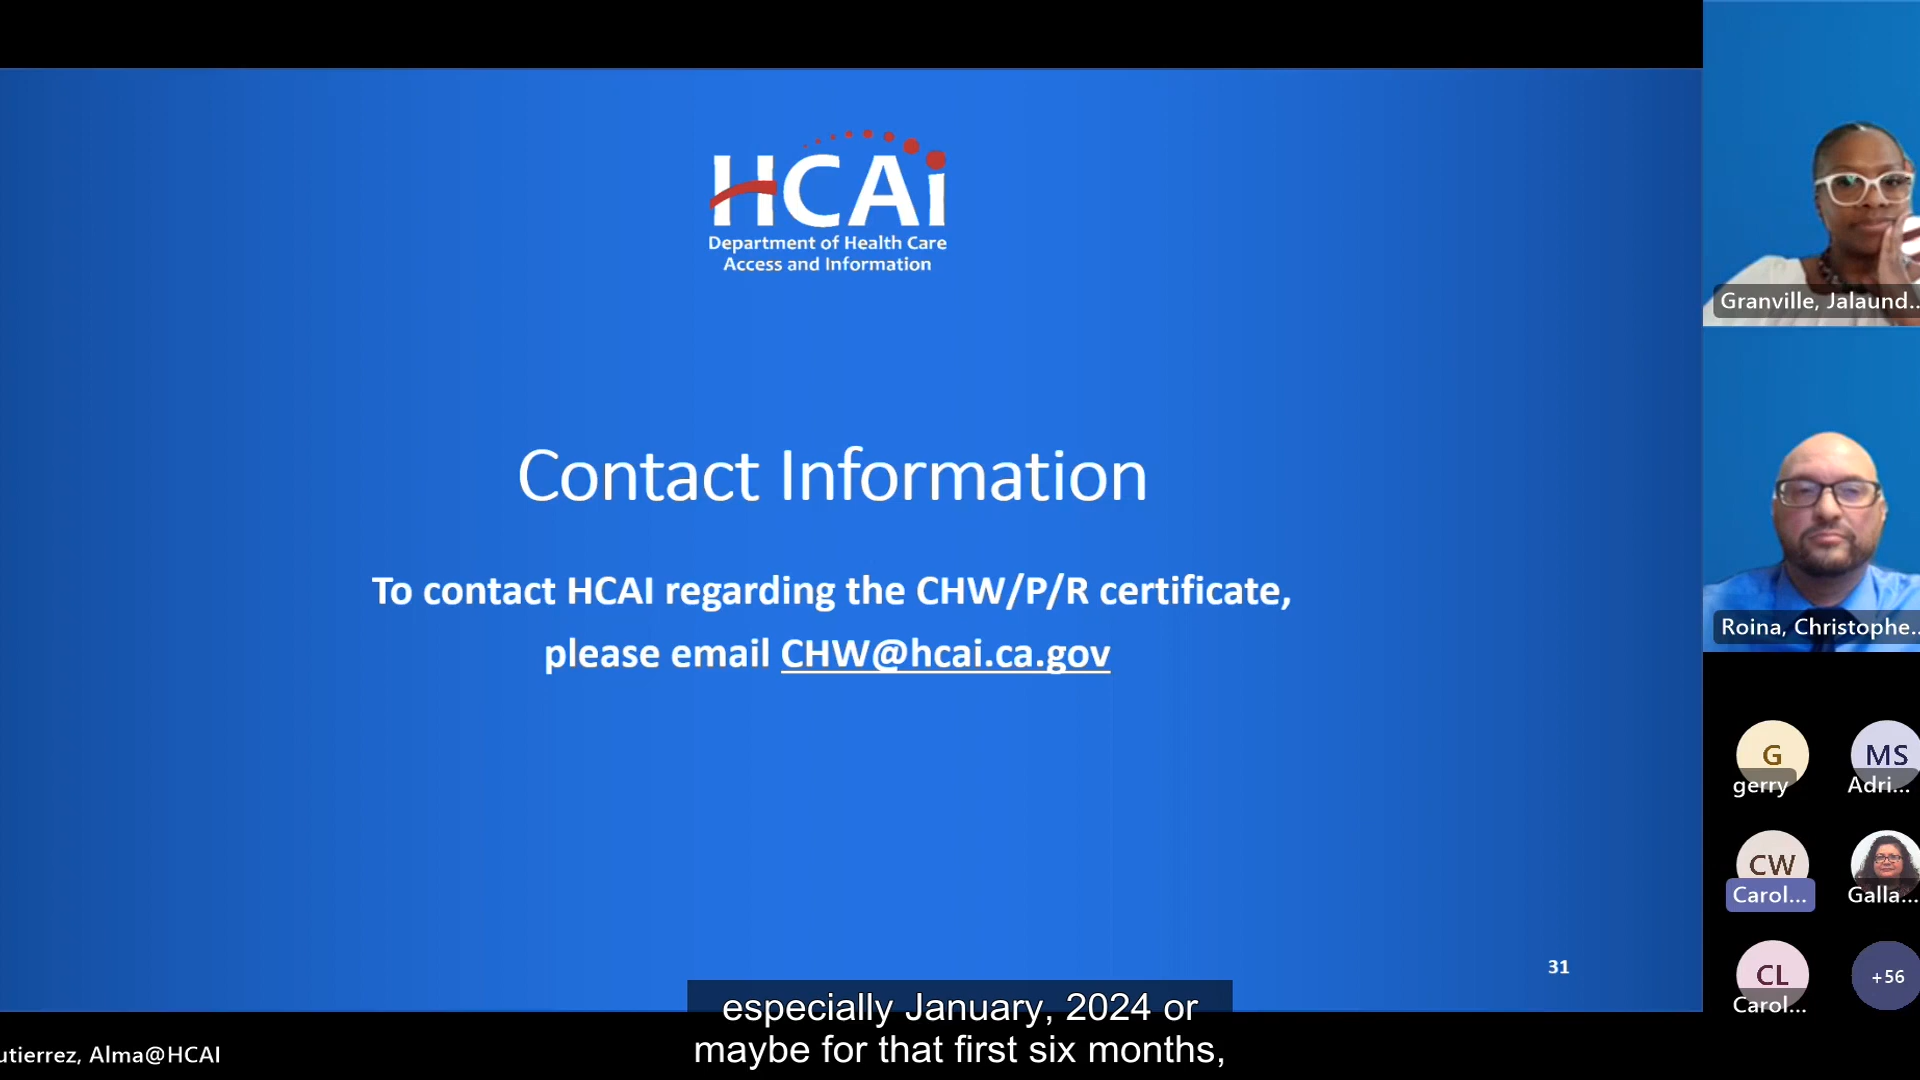 HCAi
Department of Health Care
Access and Information
Contact Information
To contact HCAI regarding the CHW/P/R certificate,
please email CHW@hcai.ca.gov
31
especially January, 2024 or
maybe for that first six months,
utierrez, Alma@HCAI
Granville, Jalaund...
Roina, Christophe...
G
gerry
MS
Adri...
CW
Carol...
Galla...
CL
Carol...
+56